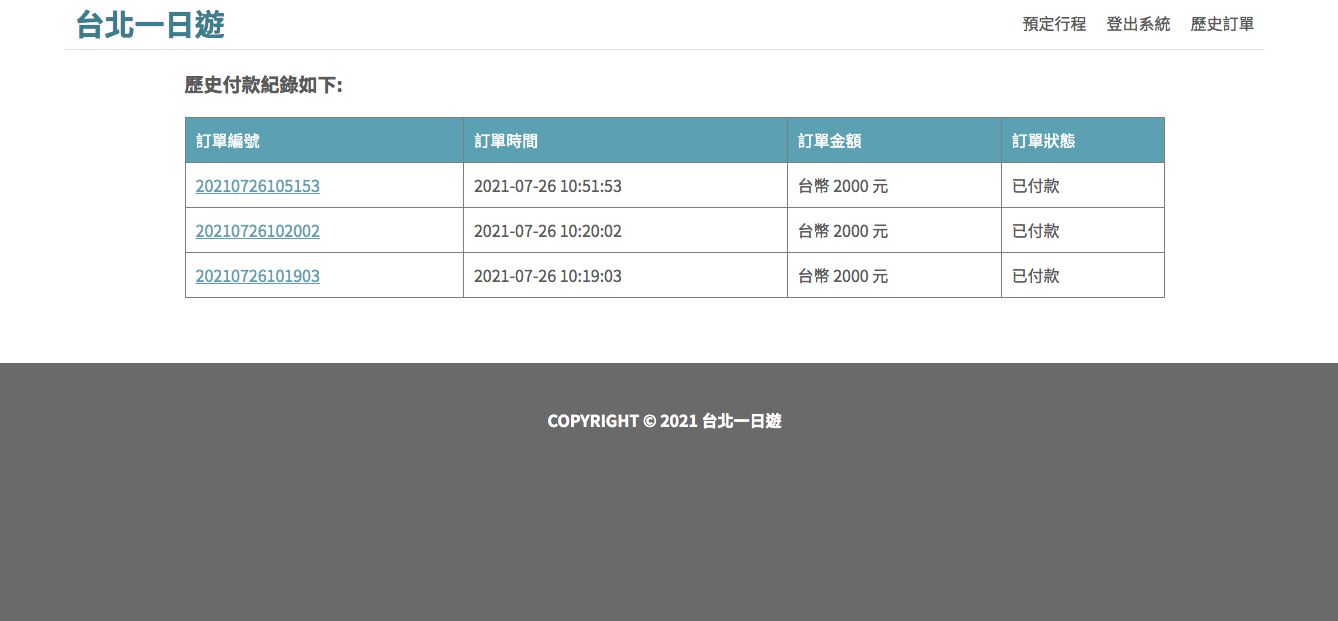 台北一日遊
預定行程 登出系統 歷史訂單
歷史付款紀錄如下:
訂單編號 訂單時間 訂單金額 訂單狀態
20210726105153 2021-07-26 10:51:53 台幣 2000 元 已付款
20210726102002 2021-07-26 10:20:02 台幣 2000 元 已付款
20210726101903 2021-07-26 10:19:03 台幣 2000 元 已付款
COPYRIGHT © 2021 台北一日遊